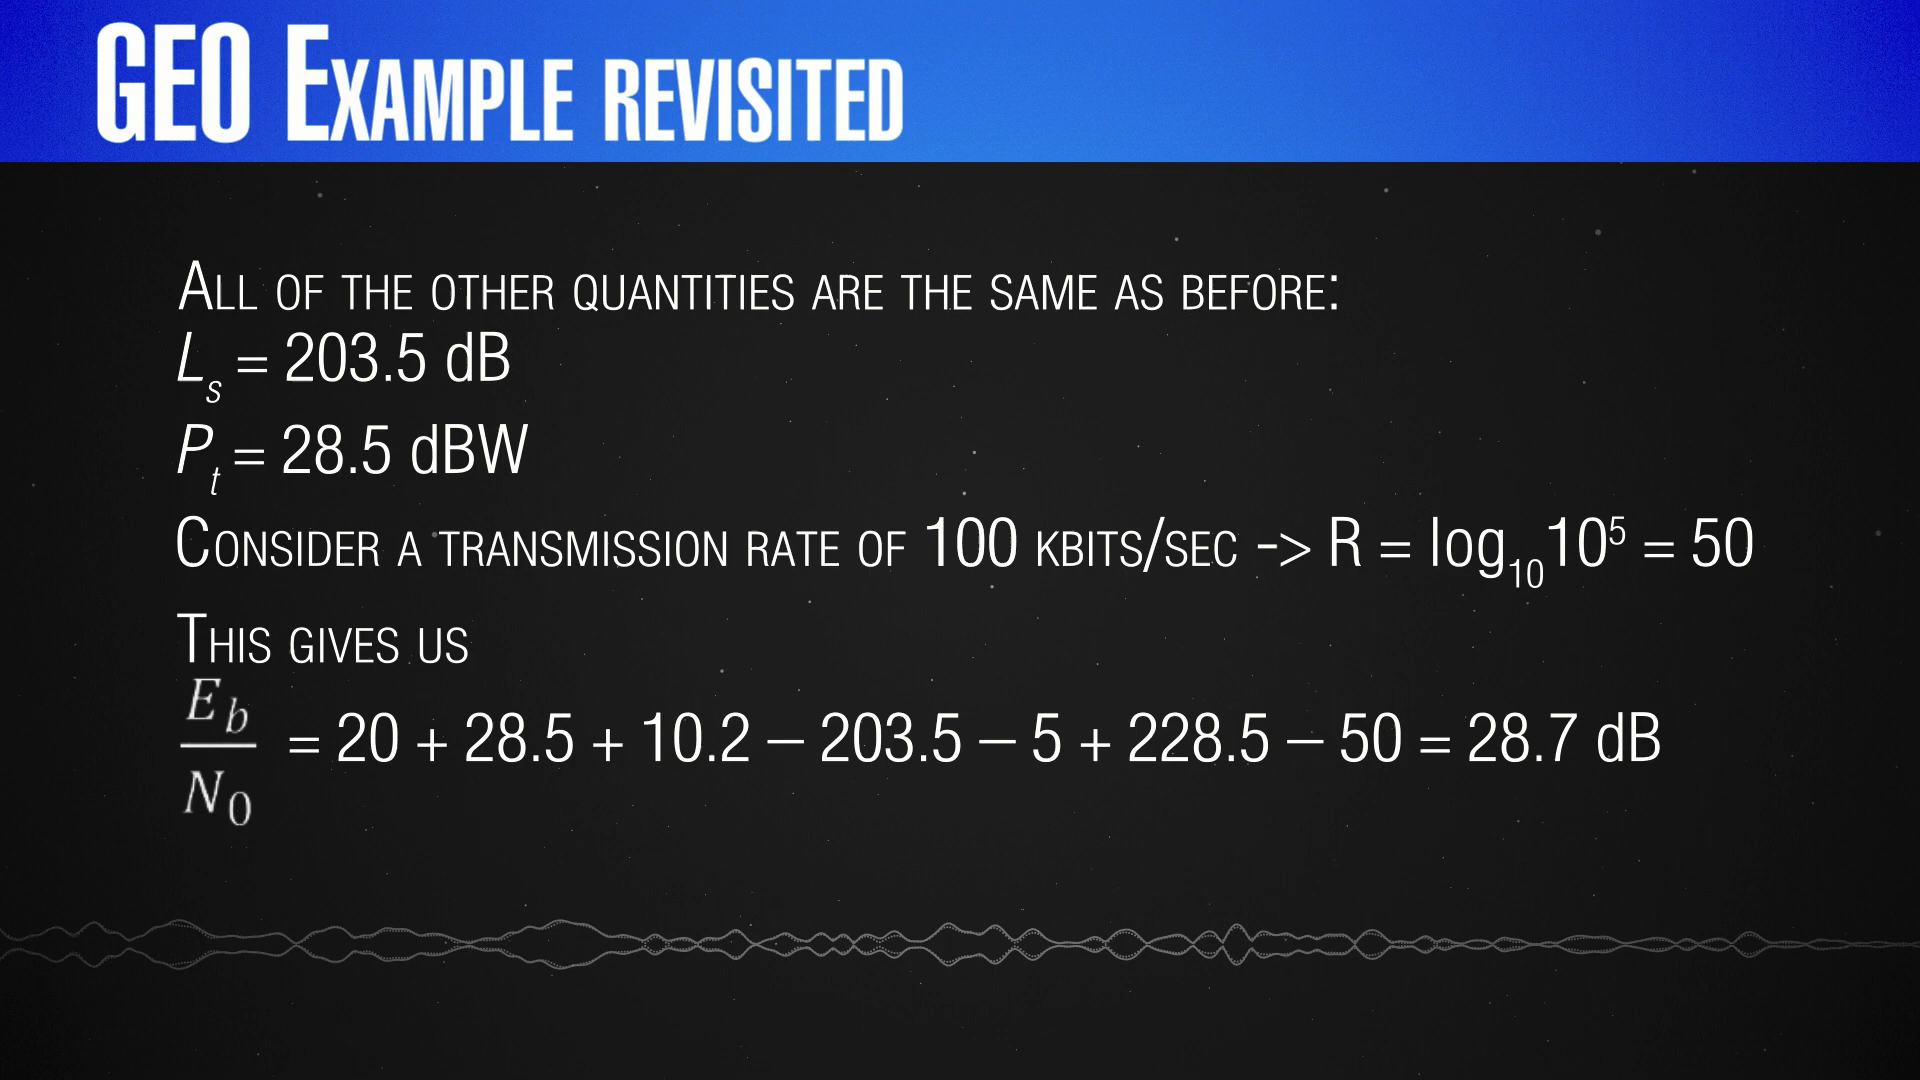 GEO EXAMPLE REVISITED
ALL OF THE OTHER QUANTITIES ARE THE SAME AS BEFORE:
Lₛ = 203.5 dB
Pₜ = 28.5 dBW
CONSIDER A TRANSMISSION RATE OF 100 KBITS/SEC -> R = log₁₀10⁵ = 50
THIS GIVES US
E_b/N₀ = 20 + 28.5 + 10.2 – 203.5 – 5 + 228.5 – 50 = 28.7 dB